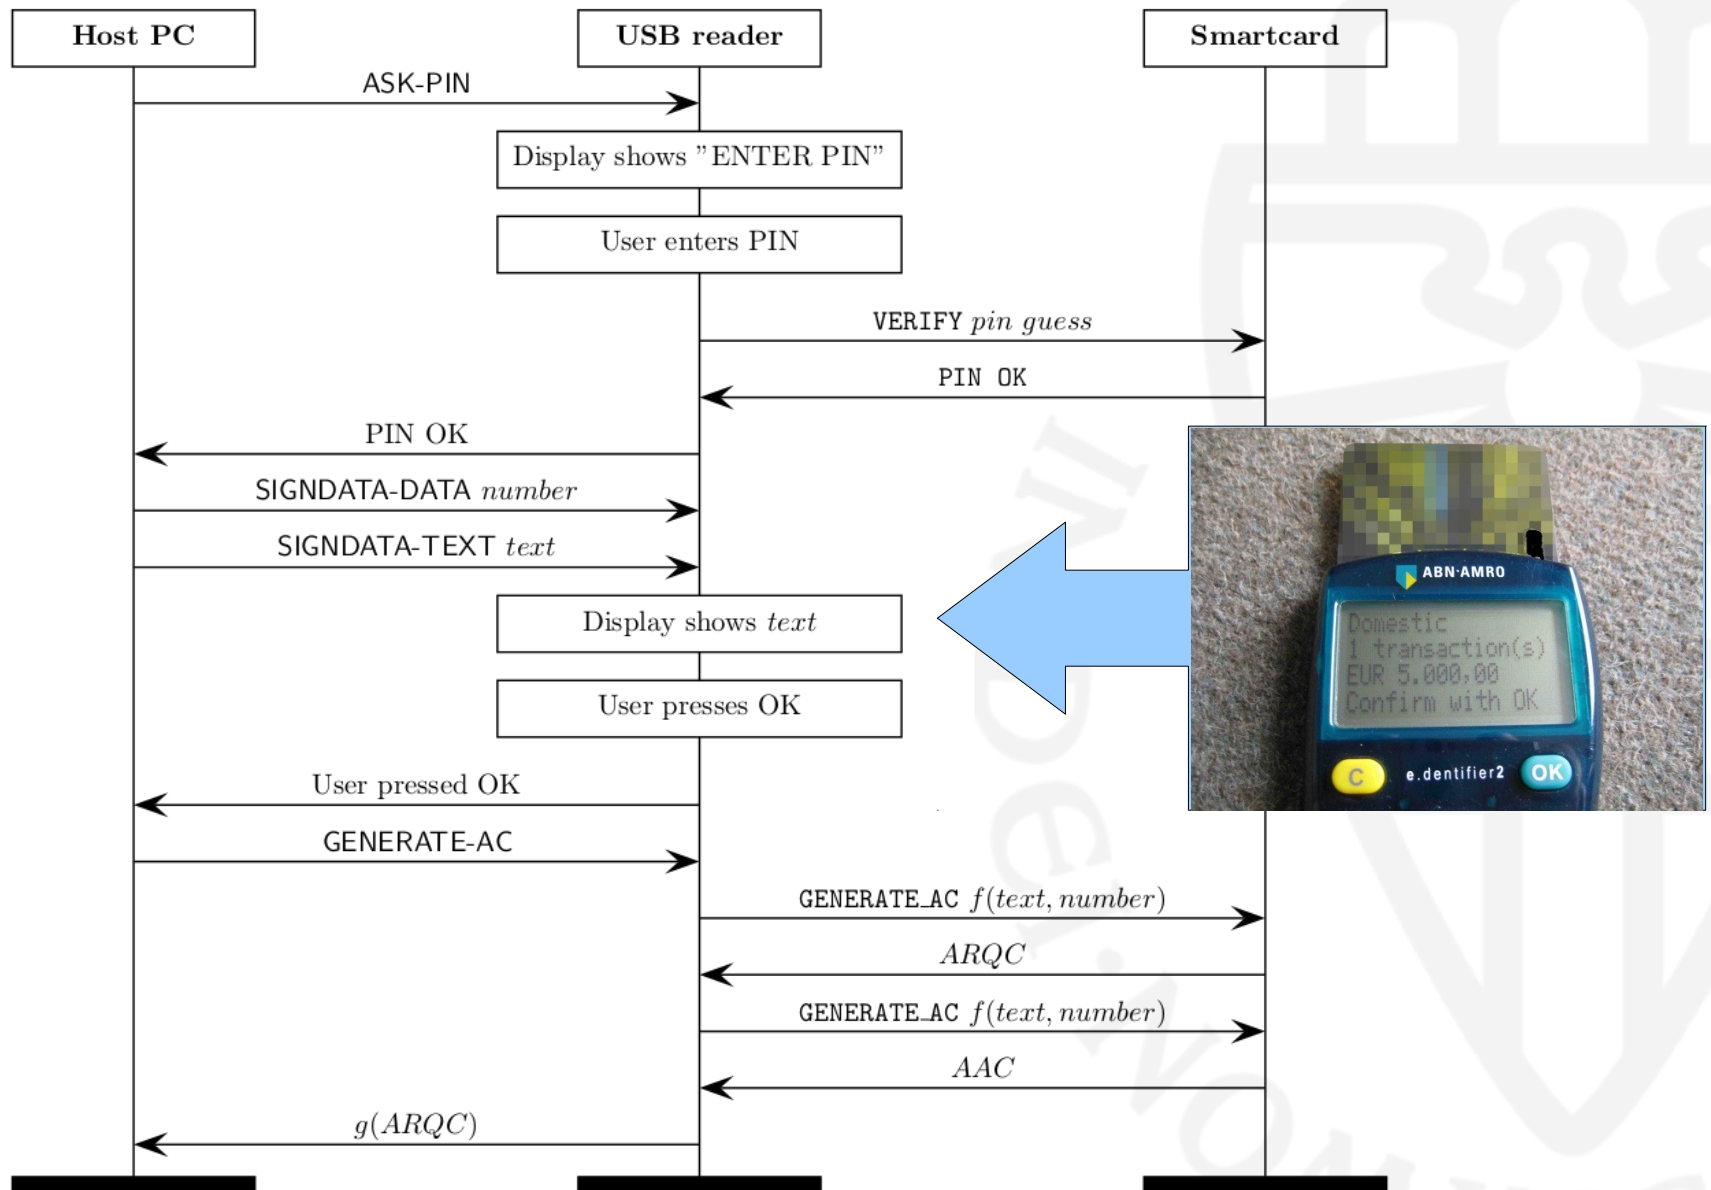 Host PC
USB reader
Smartcard
ASK-PIN
Display shows "ENTER PIN"
User enters PIN
VERIFY pin guess
PIN OK
PIN OK
SIGNDATA-DATA number
SIGNDATA-TEXT text
Display shows text
User presses OK
User pressed OK
GENERATE-AC
GENERATE_AC f(text, number)
ARQC
GENERATE_AC f(text, number)
AAC
g(ARQC)
ABN·AMRO
Domestic
1 transaction(s)
EUR 5.000,00
Confirm with OK
C
e.dentifier2
OK